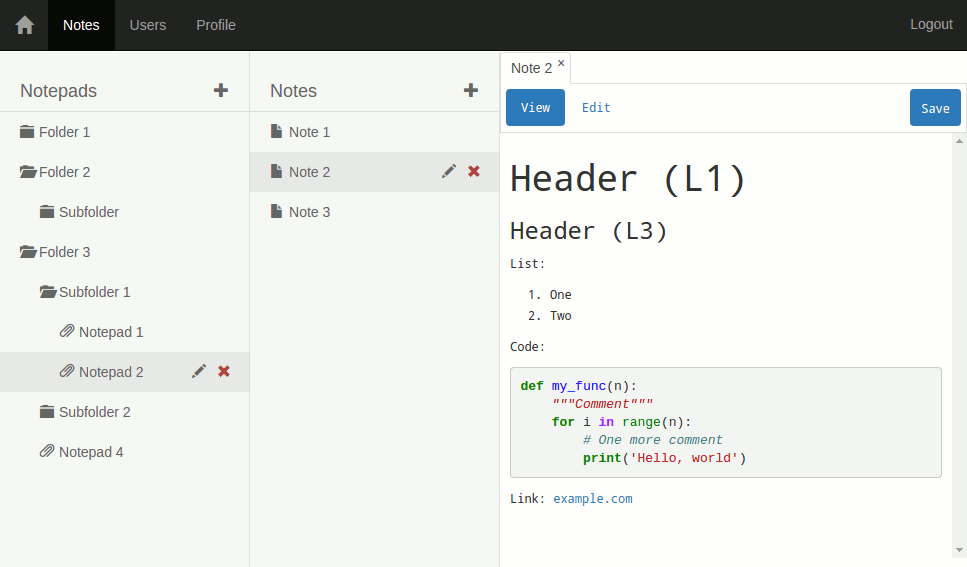 Notes Users Profile Logout
Notepads
Folder 1
Folder 2
Subfolder
Folder 3
Subfolder 1
Notepad 1
Notepad 2
Subfolder 2
Notepad 4
Notes
Note 1
Note 2
Note 3
Note 2 ×
View Edit Save
Header (L1)
Header (L3)
List:
1. One
2. Two
Code:
def my_func(n):
    """Comment"""
    for i in range(n):
        # One more comment
        print('Hello, world')
Link: example.com